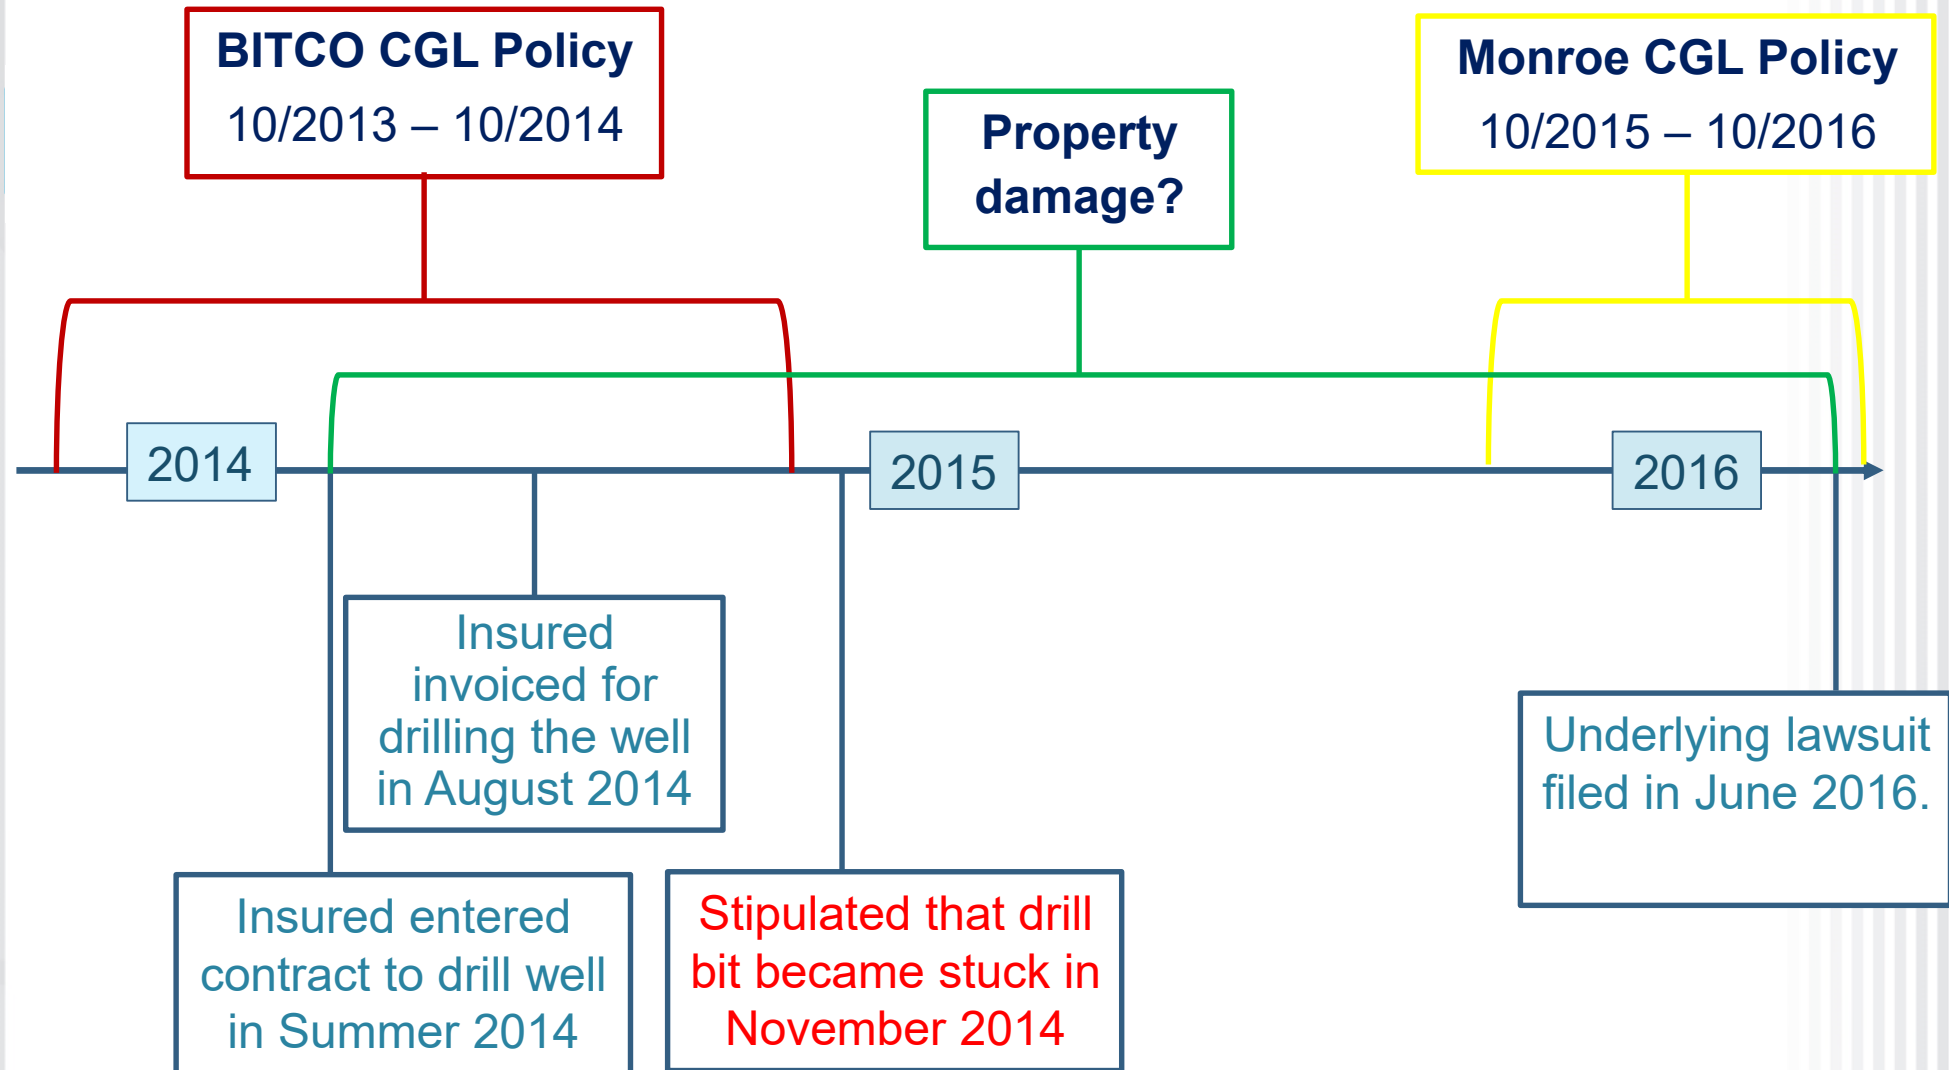 BITCO CGL Policy
10/2013 – 10/2014
Property
damage?
Monroe CGL Policy
10/2015 – 10/2016
2014
2015
2016
Insured
invoiced for
drilling the well
in August 2014
Insured entered
contract to drill well
in Summer 2014
Stipulated that drill
bit became stuck in
November 2014
Underlying lawsuit
filed in June 2016.